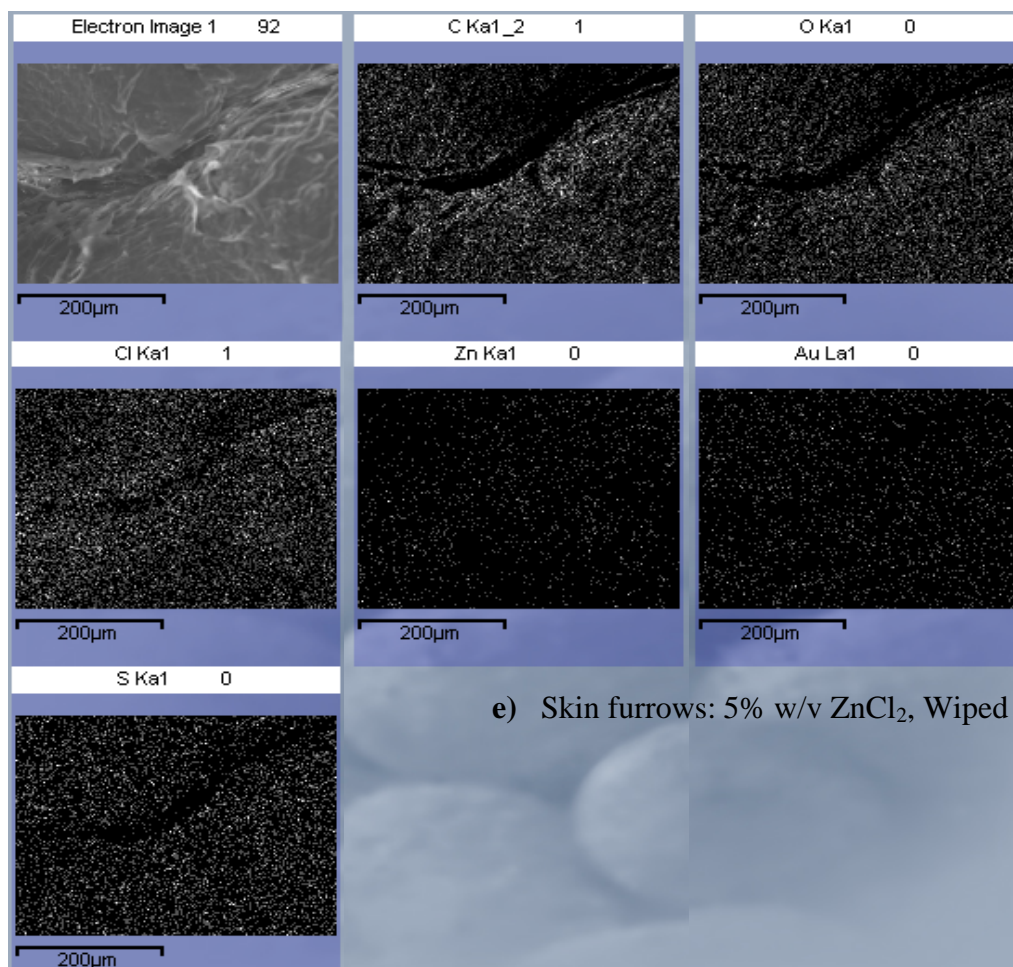 Electron Image 1 92
C Ka1_2 1
O Ka1 0
200µm
200µm
200µm
Cl Ka1 1
Zn Ka1 0
Au La1 0
200µm
200µm
200µm
S Ka1 0
e) Skin furrows: 5% w/v ZnCl₂, Wiped
200µm